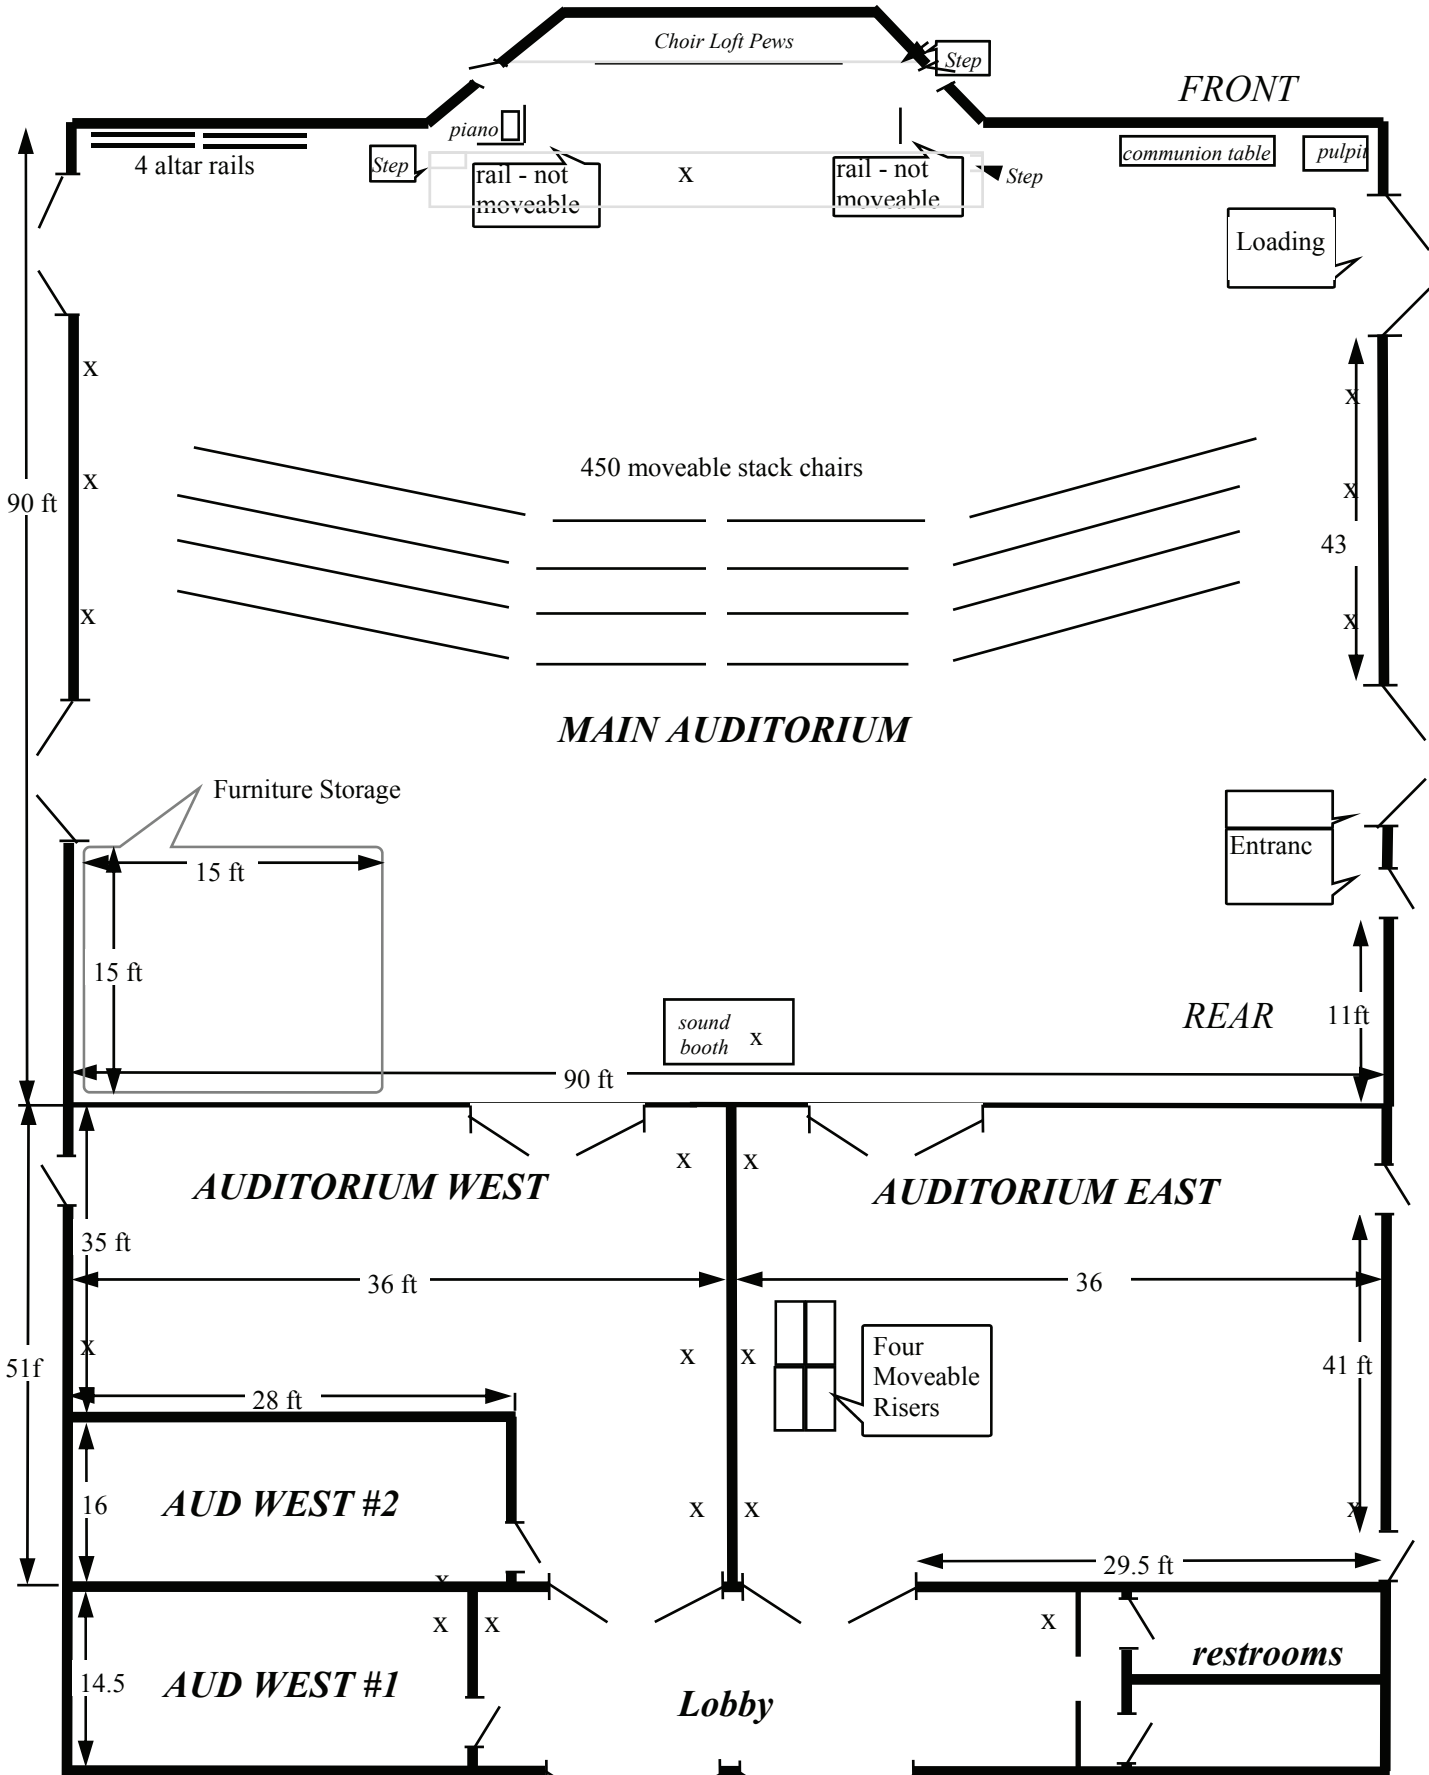 Choir Loft Pews
Step
FRONT
piano
4 altar rails
Step
rail - not
moveable
x
rail - not
moveable
Step
communion table
pulpit
Loading
x
x
450 moveable stack chairs
90 ft
x
x
43
x
x
MAIN AUDITORIUM
Furniture Storage
15 ft
Entranc
15 ft
sound
booth
x
REAR
11ft
90 ft
AUDITORIUM WEST
x
x
AUDITORIUM EAST
35 ft
36 ft
36
x
x
x
Four
Moveable
Risers
51f
41 ft
28 ft
16
AUD WEST #2
x
x
x
29.5 ft
x
x
x
x
14.5
AUD WEST #1
Lobby
restrooms